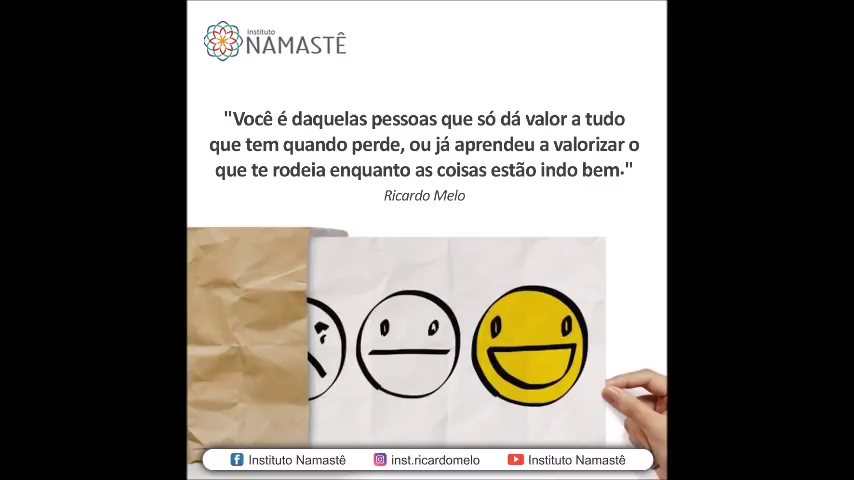 Instituto
NAMASTÊ
"Você é daquelas pessoas que só dá valor a tudo
que tem quando perde, ou já aprendeu a valorizar o
que te rodeia enquanto as coisas estão indo bem."
Ricardo Melo
Instituto Namastê
inst.ricardomelo
Instituto Namastê